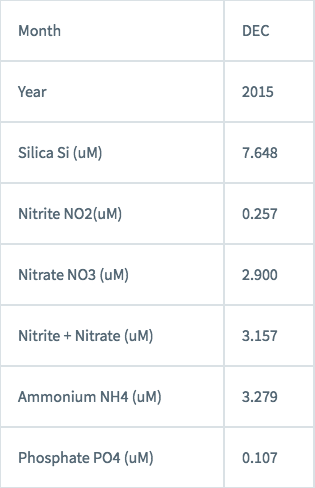 Month DEC
Year 2015
Silica Si (uM) 7.648
Nitrite NO2(uM) 0.257
Nitrate NO3 (uM) 2.900
Nitrite + Nitrate (uM) 3.157
Ammonium NH4 (uM) 3.279
Phosphate PO4 (uM) 0.107